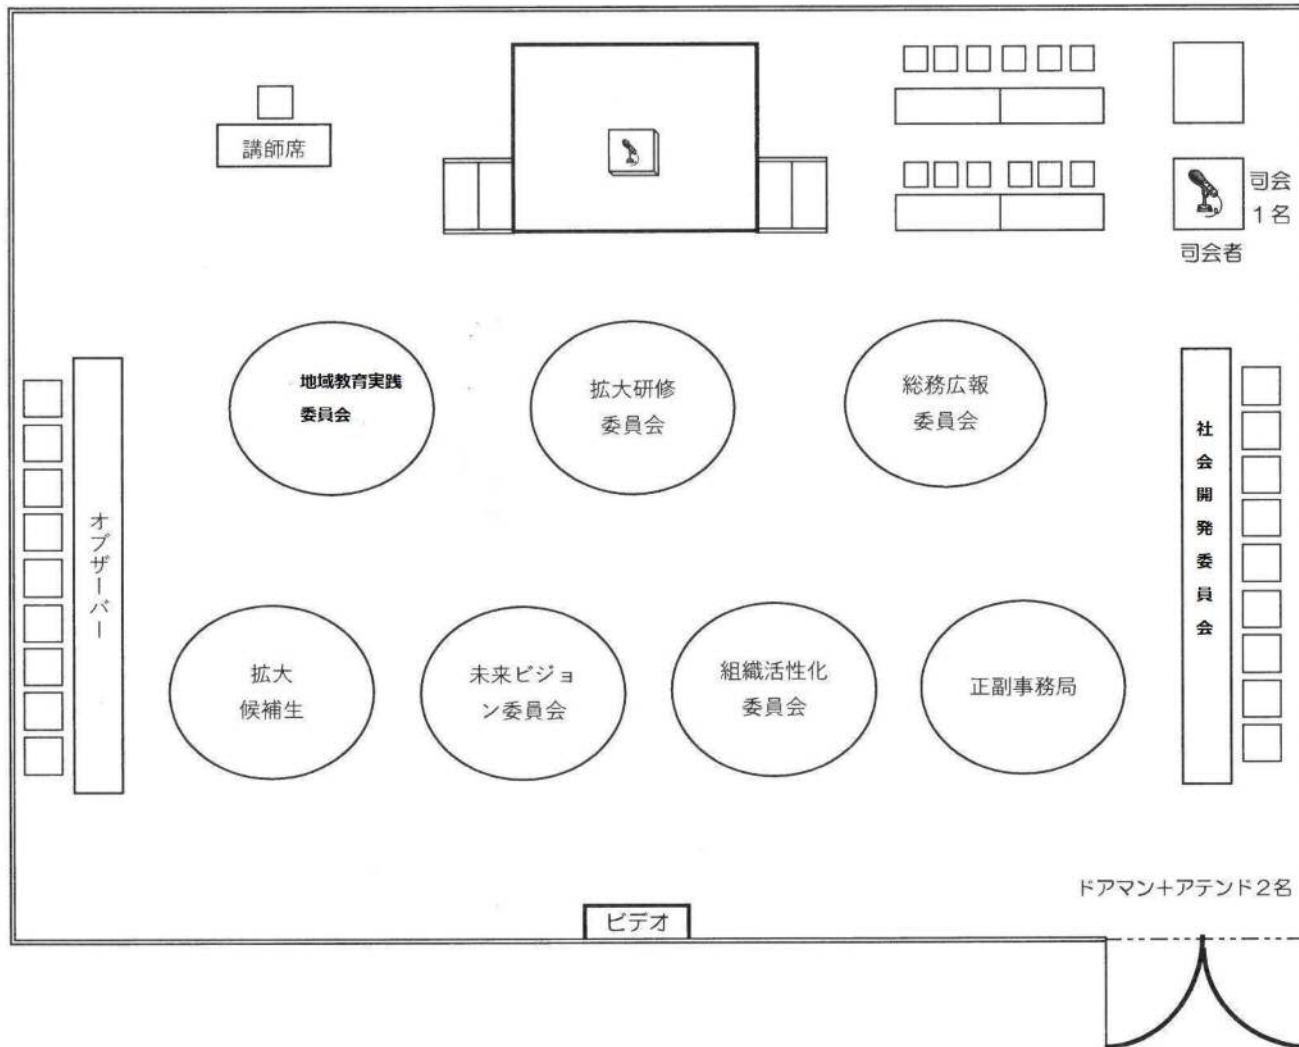 講師席
司会
1名
司会者
地域教育実践
委員会
拡大研修
委員会
総務広報
委員会
オブザーバー
社会開発委員会
拡大
候補生
未来ビジョ
ン委員会
組織活性化
委員会
正副事務局
ドアマン+アテンド2名
ビデオ